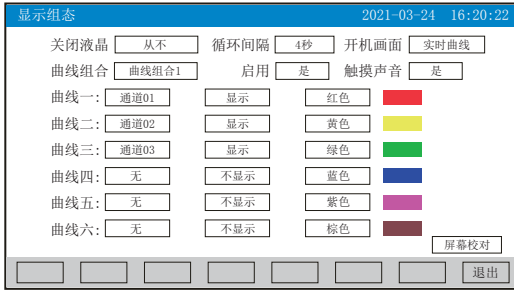 显示组态 2021-03-24 16:20:22
关闭液晶 从不 循环间隔 4秒 开机画面 实时曲线
曲线组合 曲线组合1 启用 是 触摸声音 是
曲线一: 通道01 显示 红色
曲线二: 通道02 显示 黄色
曲线三: 通道03 显示 绿色
曲线四: 无 不显示 蓝色
曲线五: 无 不显示 紫色
曲线六: 无 不显示 棕色
屏幕校对
退出